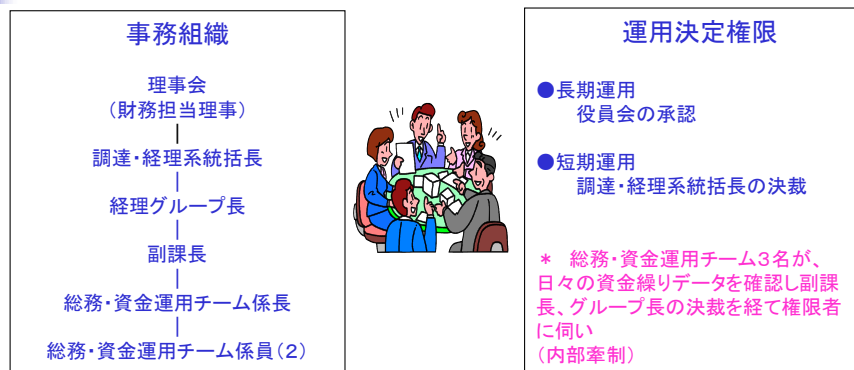 事務組織
理事会
（財務担当理事）
調達・経理系統括長
経理グループ長
副課長
総務・資金運用チーム係長
総務・資金運用チーム係員（２）
運用決定権限
●長期運用
役員会の承認
●短期運用
調達・経理系統括長の決裁
＊　総務・資金運用チーム３名が、
日々の資金繰りデータを確認し副課
長、グループ長の決裁を経て権限者
に伺い
（内部牽制）